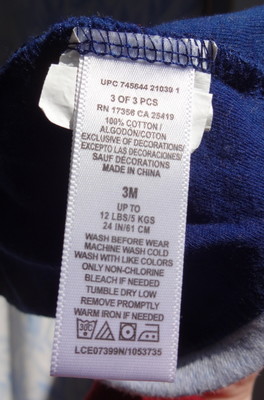 UPC 745644 21039 1
3 OF 3 PCS
RN 17356 CA 25419
100% COTTON /
ALGODÓN/COTON
EXCLUSIVE OF DECORATIONS/
EXCEPTO LAS DECORACIONES/
SAUF DÉCORATIONS
MADE IN CHINA
3M
UP TO
12 LBS/5 KGS
24 IN/61 CM
WASH BEFORE WEAR
MACHINE WASH COLD
WASH WITH LIKE COLORS
ONLY NON-CHLORINE
BLEACH IF NEEDED
TUMBLE DRY LOW
REMOVE PROMPTLY
WARM IRON IF NEEDED
LCE07399N/1053735